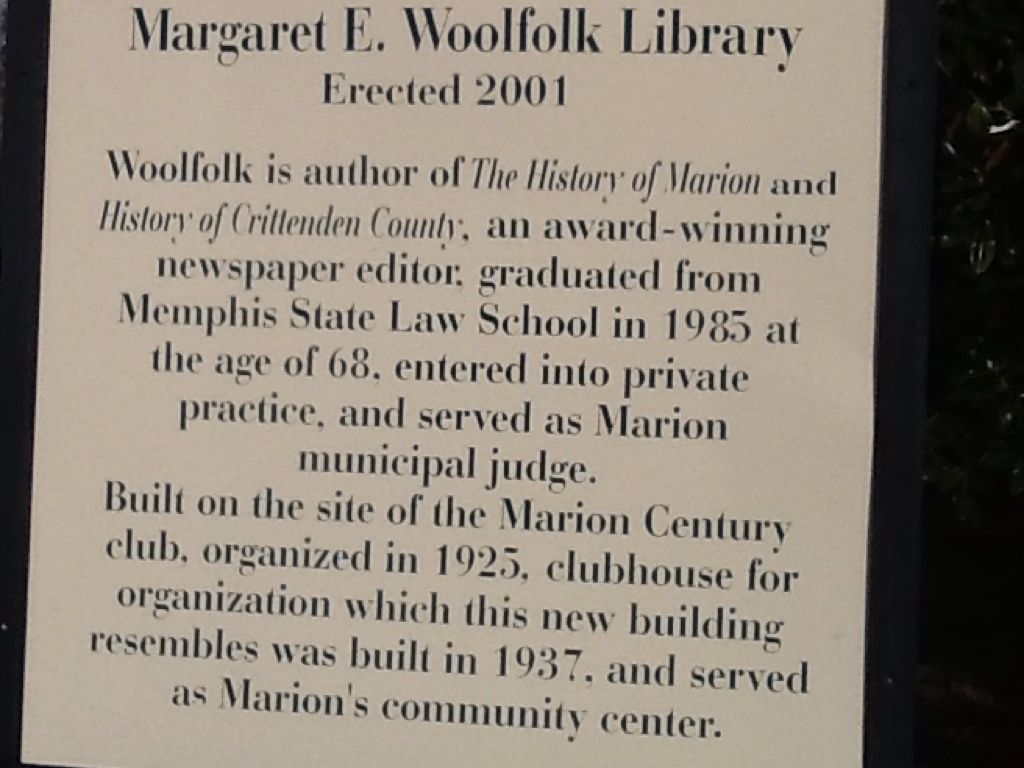 Margaret E. Woolfolk Library
Erected 2001
Woolfolk is author of The History of Marion and
History of Crittenden County, an award-winning
newspaper editor, graduated from
Memphis State Law School in 1985 at
the age of 68, entered into private
practice, and served as Marion
municipal judge.
Built on the site of the Marion Century
club, organized in 1925, clubhouse for
organization which this new building
resembles was built in 1937, and served
as Marion's community center.